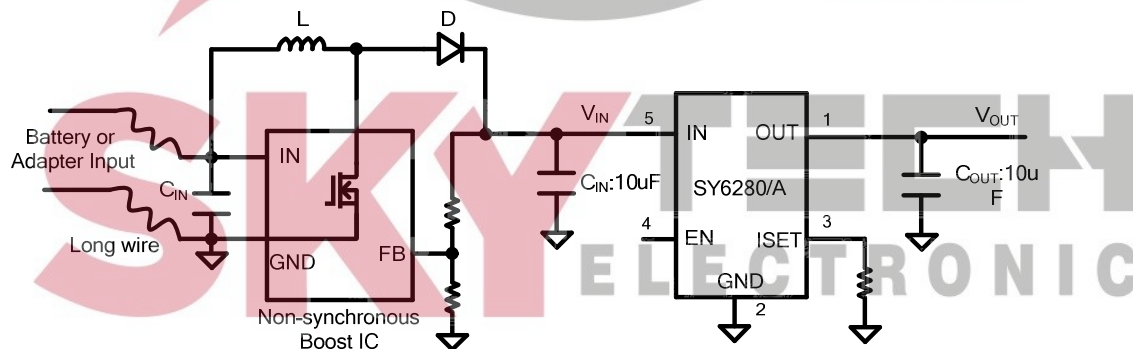 L
D
Battery or
Adapter Input
CIN
Long wire
IN
GND
FB
Non-synchronous
Boost IC
VIN
CIN:10uF
5
IN
OUT
1
SY6280/A
4
EN
ISET
3
GND
2
VOUT
COUT:10u
F
SKYTECH
ELECTRONIC